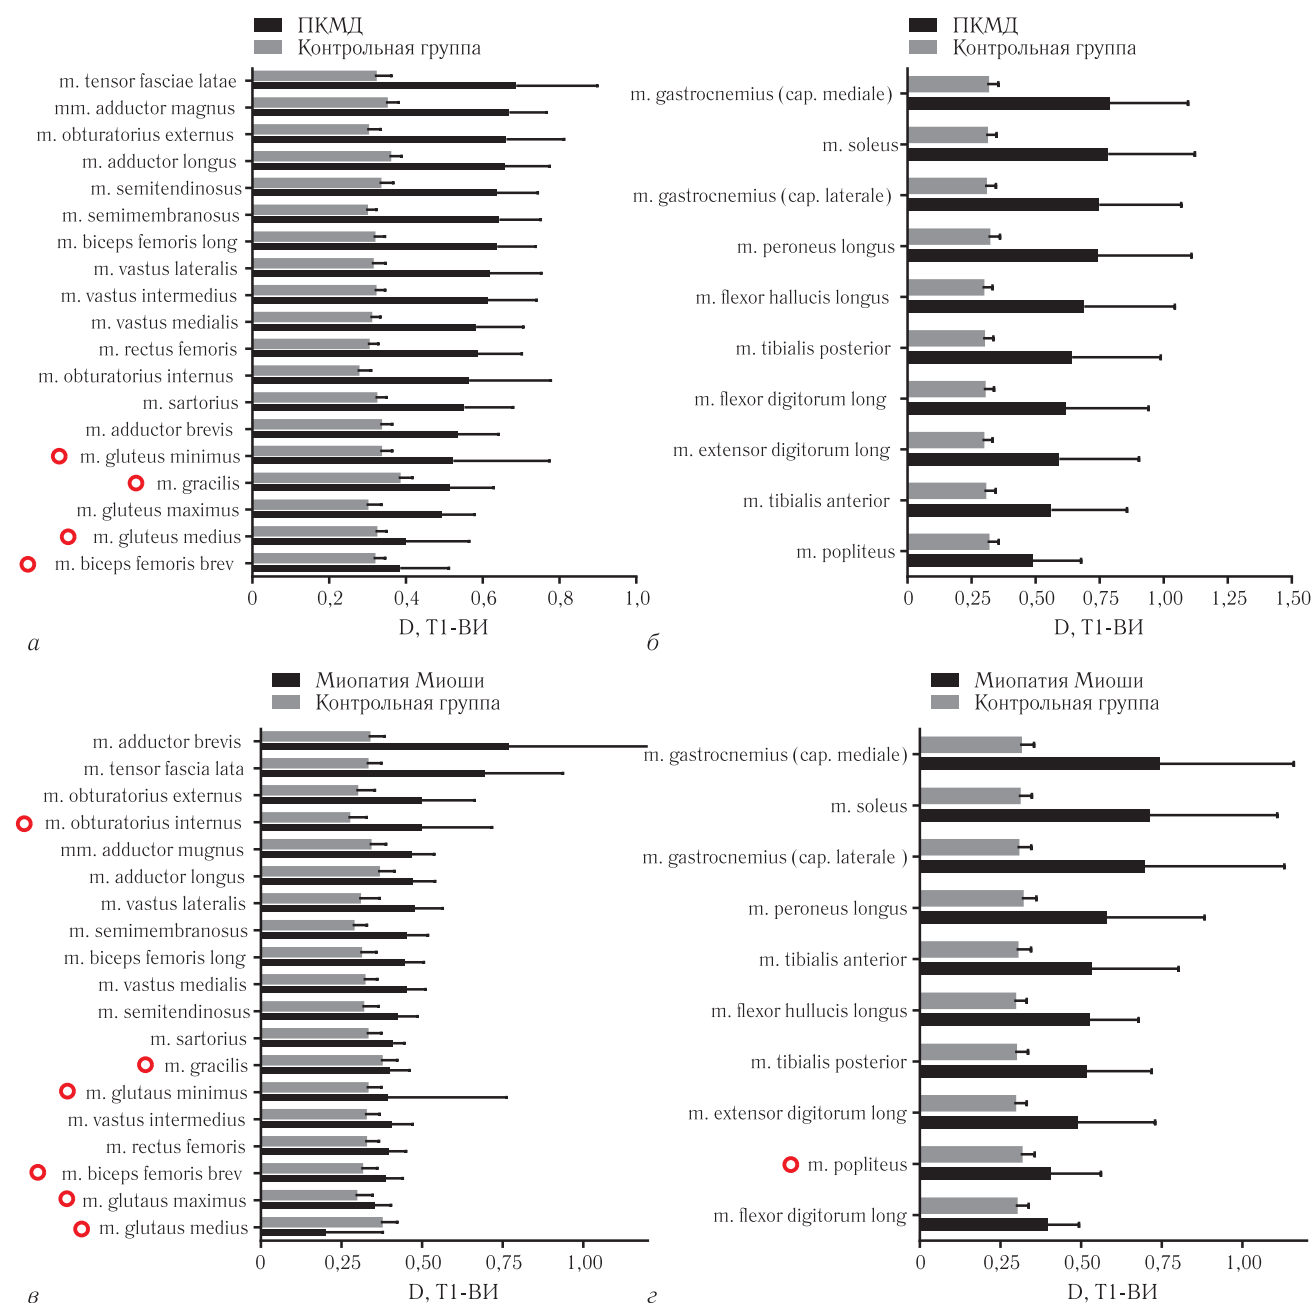 ПКМД
Контрольная группа
m. tensor fasciae latae
mm. adductor magnus
m. obturatorius externus
m. adductor longus
m. semitendinosus
m. semimembranosus
m. biceps femoris long
m. vastus lateralis
m. vastus intermedius
m. vastus medialis
m. rectus femoris
m. obturatorius internus
m. sartorius
m. adductor brevis
m. gluteus minimus
m. gracilis
m. gluteus maximus
m. gluteus medius
m. biceps femoris brev
0 0,2 0,4 0,6 0,8 1,0
D, Т1-ВИ
а
ПКМД
Контрольная группа
m. gastrocnemius (cap. mediale)
m. soleus
m. gastrocnemius (cap. laterale)
m. peroneus longus
m. flexor hallucis longus
m. tibialis posterior
m. flexor digitorum long
m. extensor digitorum long
m. tibialis anterior
m. popliteus
0 0,25 0,50 0,75 1,00 1,25 1,50
D, Т1-ВИ
б
Миопатия Миоши
Контрольная группа
m. adductor brevis
m. tensor fascia lata
m. obturatorius externus
m. obturatorius internus
mm. adductor mugnus
m. adductor longus
m. vastus lateralis
m. semimembranosus
m. biceps femoris long
m. vastus medialis
m. semitendinosus
m. sartorius
m. gracilis
m. glutaus minimus
m. vastus intermedius
m. rectus femoris
m. biceps femoris brev
m. glutaus maximus
m. glutaus medius
0 0,25 0,50 0,75 1,00
D, Т1-ВИ
в
Миопатия Миоши
Контрольная группа
m. gastrocnemius (cap. mediale)
m. soleus
m. gastrocnemius (cap. laterale )
m. peroneus longus
m. tibialis anterior
m. flexor hullucis longus
m. tibialis posterior
m. extensor digitorum long
m. popliteus
m. flexor digitorum long
0 0,25 0,50 0,75 1,00
D, Т1-ВИ
г